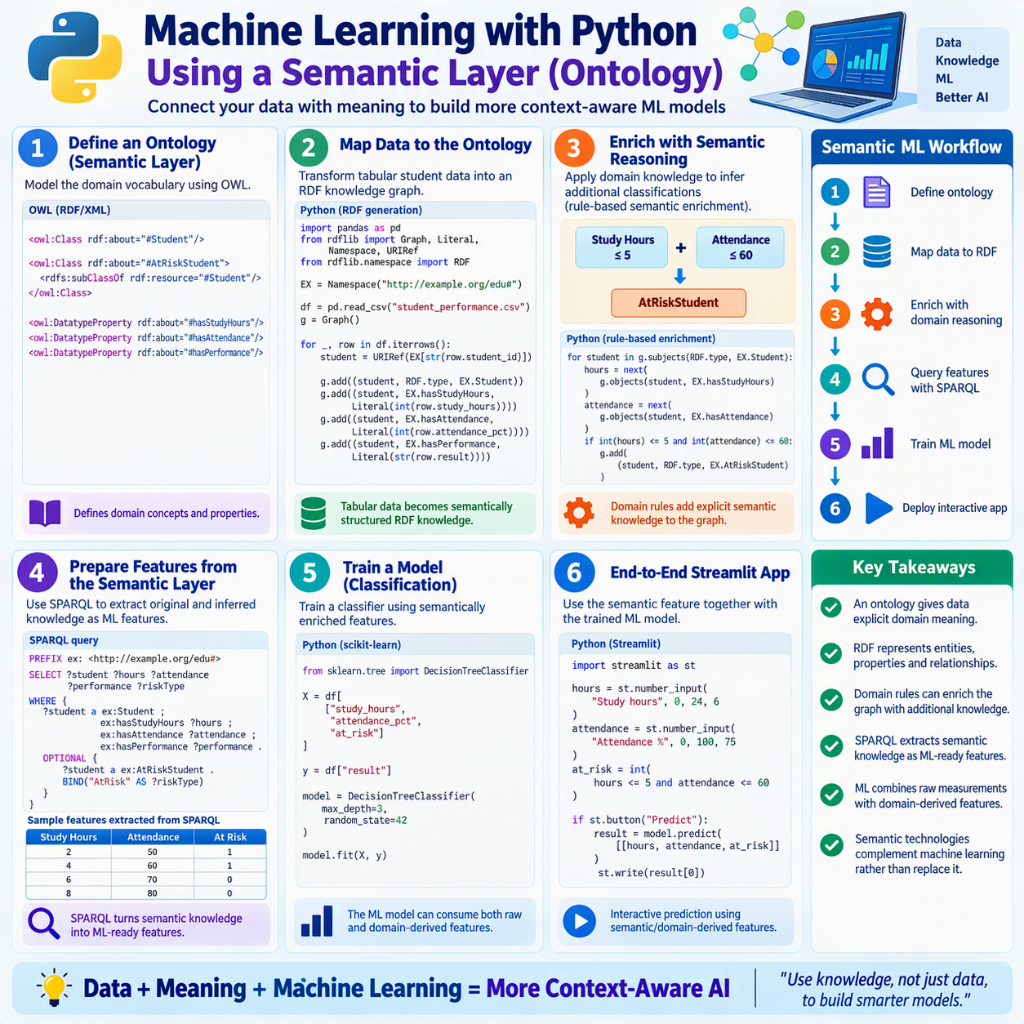 Machine Learning with Python
Using a Semantic Layer (Ontology)
Connect your data with meaning to build more context-aware ML models
Data
Knowledge
ML
Better AI
1
Define an Ontology
(Semantic Layer)
Model the domain vocabulary using OWL.
OWL (RDF/XML)
<owl:Class rdf:about="#Student"/>
<owl:Class rdf:about="#AtRiskStudent">
<rdfs:subClassOf rdf:resource="#Student"/>
</owl:Class>
<owl:DatatypeProperty rdf:about="#hasStudyHours"/>
<owl:DatatypeProperty rdf:about="#hasAttendance"/>
<owl:DatatypeProperty rdf:about="#hasPerformance"/>
Defines domain concepts and properties.
2
Map Data to the Ontology
Transform tabular student data into an
RDF knowledge graph.
Python (RDF generation)
import pandas as pd
from rdflib import Graph, Literal,
Namespace, URIRef
from rdflib.namespace import RDF
EX = Namespace("http://example.org/edu#")
df = pd.read_csv("student_performance.csv")
g = Graph()
for _, row in df.iterrows():
student = URIRef(EX[str(row.student_id)])
g.add((student, RDF.type, EX.Student))
g.add((student, EX.hasStudyHours,
Literal(int(row.study_hours))))
g.add((student, EX.hasAttendance,
Literal(int(row.attendance_pct))))
g.add((student, EX.hasPerformance,
Literal(str(row.result))))
Tabular data becomes semantically
structured RDF knowledge.
3
Enrich with Semantic
Reasoning
Apply domain knowledge to infer
additional classifications
(rule-based semantic enrichment).
Study Hours
≤ 5
+
Attendance
≤ 60
AtRiskStudent
Python (rule-based enrichment)
for student in g.subjects(RDF.type, EX.Student):
hours = next(
g.objects(student, EX.hasStudyHours)
)
attendance = next(
g.objects(student, EX.hasAttendance)
)
if int(hours) <= 5 and int(attendance) <= 60:
g.add(
(student, RDF.type, EX.AtRiskStudent)
)
Domain rules add explicit semantic
knowledge to the graph.
Semantic ML Workflow
1 Define ontology
2 Map data to RDF
3 Enrich with
domain reasoning
4 Query features
with SPARQL
5 Train ML model
6 Deploy interactive app
4
Prepare Features from
the Semantic Layer
Use SPARQL to extract original and inferred
knowledge as ML features.
SPARQL query
PREFIX ex: <http://example.org/edu#>
SELECT ?student ?hours ?attendance
?performance ?riskType
WHERE {
?student a ex:Student ;
ex:hasStudyHours ?hours ;
ex:hasAttendance ?attendance ;
ex:hasPerformance ?performance .
OPTIONAL {
?student a ex:AtRiskStudent .
BIND("AtRisk" AS ?riskType)
}
}
Sample features extracted from SPARQL
Study Hours Attendance At Risk
2 50 1
4 60 1
6 70 0
8 80 0
SPARQL turns semantic knowledge
into ML-ready features.
5
Train a Model
(Classification)
Train a classifier using semantically
enriched features.
Python (scikit-learn)
from sklearn.tree import DecisionTreeClassifier
X = df[
["study_hours",
"attendance_pct",
"at_risk"]
]
y = df["result"]
model = DecisionTreeClassifier(
max_depth=3,
random_state=42
)
model.fit(X, y)
The ML model can consume both raw
and domain-derived features.
6
End-to-End Streamlit App
Use the semantic feature together with
the trained ML model.
Python (Streamlit)
import streamlit as st
hours = st.number_input(
"Study hours", 0, 24, 6
)
attendance = st.number_input(
"Attendance %", 0, 100, 75
)
at_risk = int(
hours <= 5 and attendance <= 60
)
if st.button("Predict"):
result = model.predict(
[[hours, attendance, at_risk]]
)
st.write(result[0])
Interactive prediction using
semantic/domain-derived features.
Key Takeaways
An ontology gives data
explicit domain meaning.
RDF represents entities,
properties and relationships.
Domain rules can enrich the
graph with additional knowledge.
SPARQL extracts semantic
knowledge as ML-ready features.
ML combines raw measurements
with domain-derived features.
Semantic technologies
complement machine learning
rather than replace it.
Data + Meaning + Machine Learning = More Context-Aware AI
"Use knowledge, not just data,
to build smarter models."